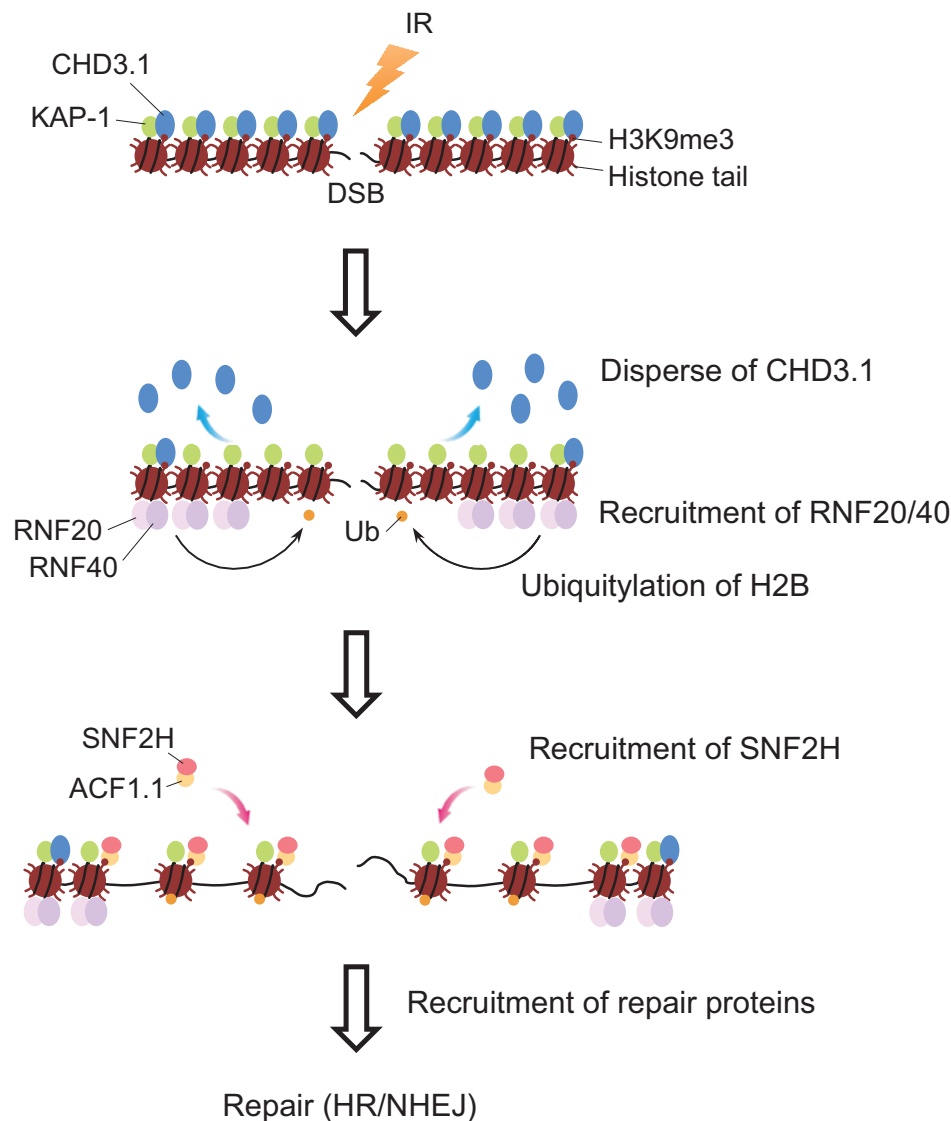 IR
CHD3.1
KAP-1
H3K9me3
Histone tail
DSB
Disperse of CHD3.1
RNF20
RNF40
Ub
Recruitment of RNF20/40
Ubiquitylation of H2B
SNF2H
ACF1.1
Recruitment of SNF2H
Recruitment of repair proteins
Repair (HR/NHEJ)